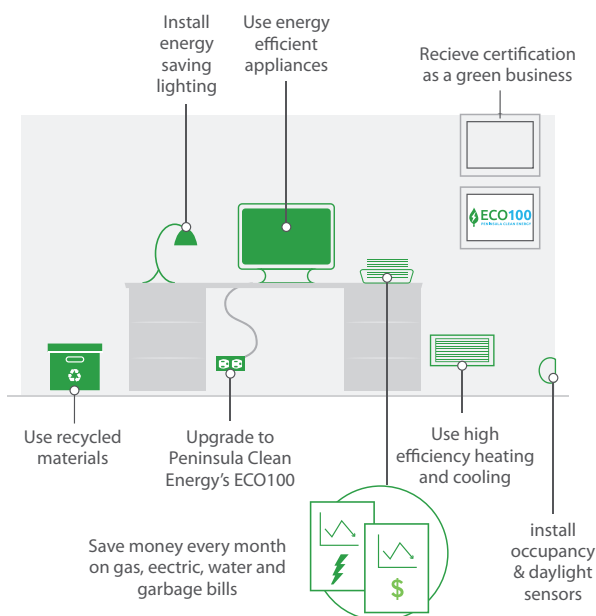 Install
energy
saving
lighting
Use energy
efficient
appliances
Recieve certification
as a green business
ECO100
PENINSULA CLEAN ENERGY
Use recycled
materials
Upgrade to
Peninsula Clean
Energy's ECO100
Use high
efficiency heating
and cooling
Save money every month
on gas, eectric, water and
garbage bills
$
install
occupancy
& daylight
sensors